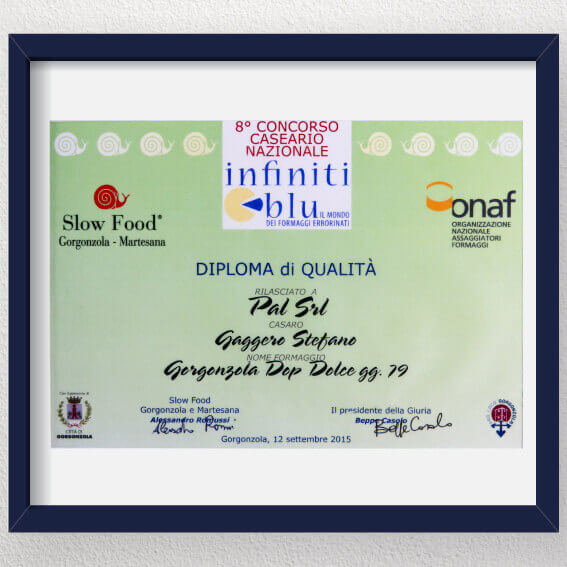 8° CONCORSO
CASEARIO
NAZIONALE
infiniti
blu
IL MONDO
DEI FORMAGGI ERBORINATI
Slow Food®
Gorgonzola - Martesana
onaf
ORGANIZZAZIONE
NAZIONALE
ASSAGGIATORI
FORMAGGI
DIPLOMA di QUALITÀ
RILASCIATO A
Pal Srl
CASARO
Gaggero Stefano
NOME FORMAGGIO
Gorgonzola Dop Dolce gg. 79
CITTÀ DI
GORGONZOLA
Slow Food
Gorgonzola e Martesana
Il presidente della Giuria
Beppe Casolo
Gorgonzola, 12 settembre 2015